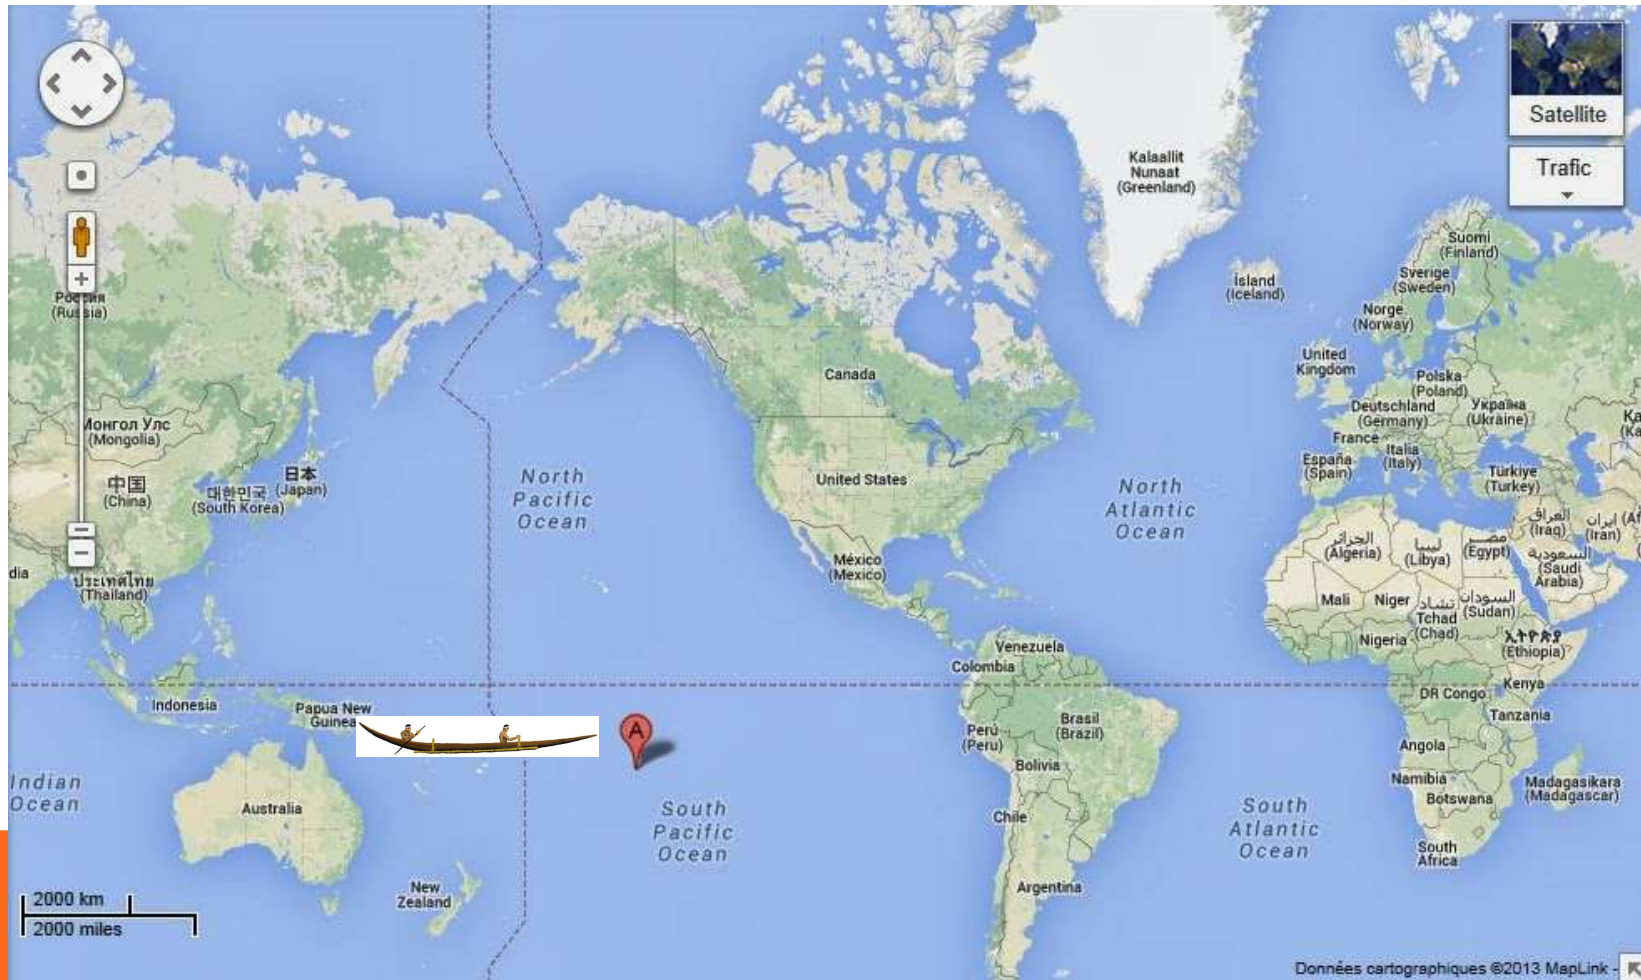 Satellite
Trafic
Kalaallit
Nunaat
(Greenland)
Suomi
(Finland)
Ísland
(Iceland)
Sverige
(Sweden)
Norge
(Norway)
Россия
(Russia)
United
Kingdom
Canada
Polska
(Poland)
Deutschland
(Germany)
Україна
(Ukraine)
France
Italia
(Italy)
España
(Spain)
Türkiye
(Turkey)
Монгол Улс
(Mongolia)
中国
(China)
대한민국
(South Korea)
日本
(Japan)
North
Pacific
Ocean
United States
North
Atlantic
Ocean
الجزائر
(Algeria)
ليبيا
(Libya)
مصر
(Egypt)
العراق
(Iraq)
ایران
(Iran)
السعودية
(Saudi
Arabia)
México
(Mexico)
dia
ประเทศไทย
(Thailand)
Mali
Niger
تشاد
Tchad
(Chad)
السودان
(Sudan)
Nigeria
ኢትዮጵያ
(Ethiopia)
Venezuela
Colombia
Kenya
DR Congo
Indonesia
Papua New
Guinea
A
Perú
(Peru)
Brasil
(Brazil)
Tanzania
Angola
Bolivia
Indian
Ocean
Australia
South
Pacific
Ocean
Chile
South
Atlantic
Ocean
Namibia
Botswana
Madagasikara
(Madagascar)
South
Africa
New
Zealand
Argentina
2000 km
2000 miles
Données cartographiques ©2013 MapLink -